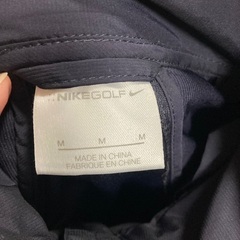 NIKEGOLF
M M M
MADE IN CHINA
FABRIQUÉ EN CHINE